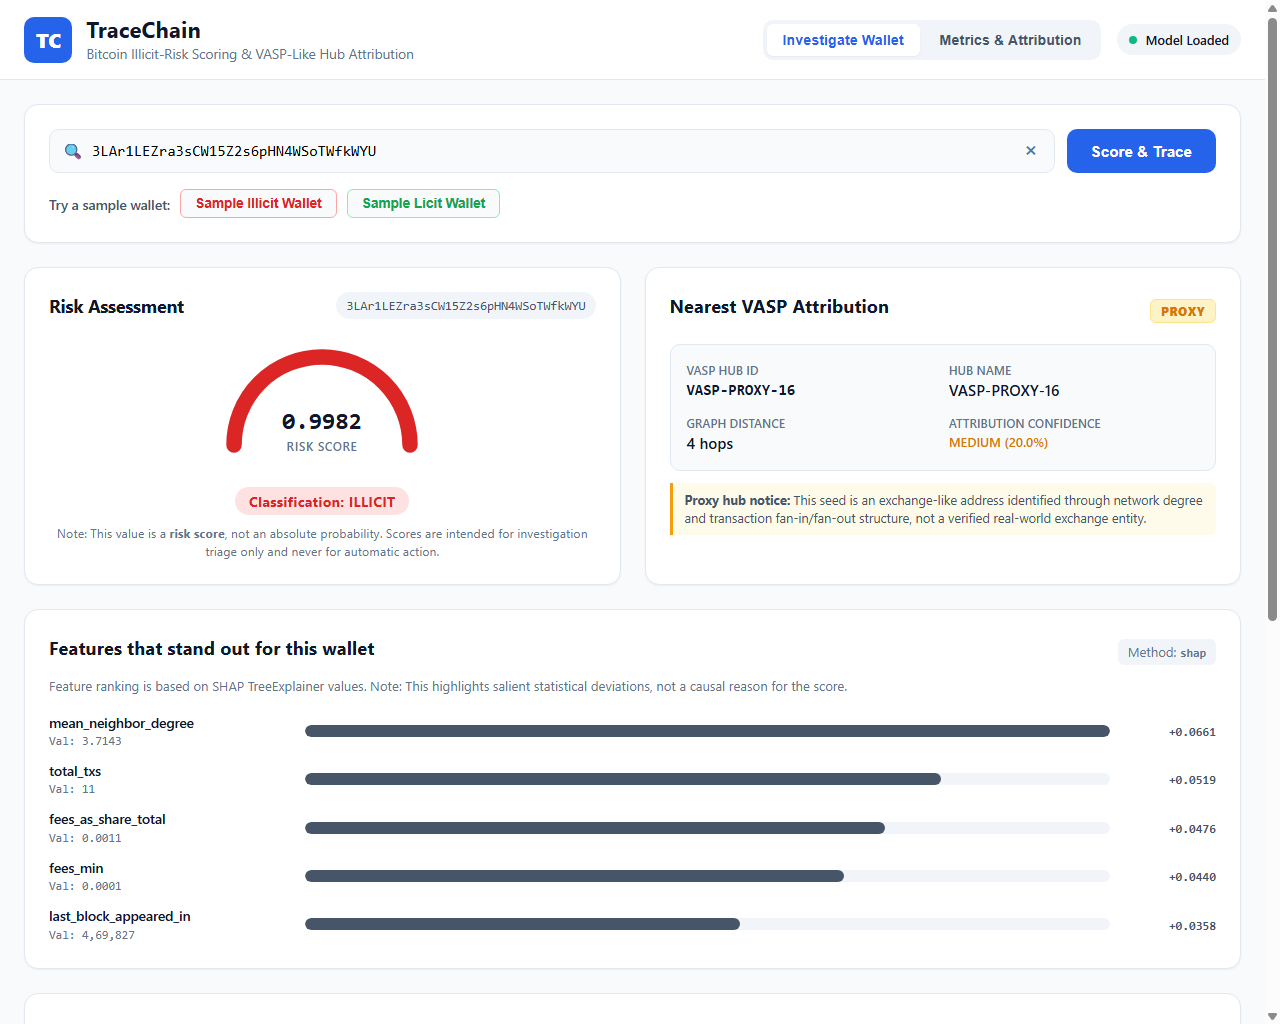 TC
TraceChain
Bitcoin Illicit-Risk Scoring & VASP-Like Hub Attribution
Investigate Wallet
Metrics & Attribution
Model Loaded
3LAr1LEZra3sCW15Z2s6pHN4WSoTWfkWYU
×
Score & Trace
Try a sample wallet:
Sample Illicit Wallet
Sample Licit Wallet
Risk Assessment
3LAr1LEZra3sCW15Z2s6pHN4WSoTWfkWYU
0.9982
RISK SCORE
Classification: ILLICIT
Note: This value is a risk score, not an absolute probability. Scores are intended for investigation
triage only and never for automatic action.
Nearest VASP Attribution
PROXY
VASP HUB ID
VASP-PROXY-16
HUB NAME
VASP-PROXY-16
GRAPH DISTANCE
4 hops
ATTRIBUTION CONFIDENCE
MEDIUM (20.0%)
Proxy hub notice: This seed is an exchange-like address identified through network degree
and transaction fan-in/fan-out structure, not a verified real-world exchange entity.
Features that stand out for this wallet
Method: shap
Feature ranking is based on SHAP TreeExplainer values. Note: This highlights salient statistical deviations, not a causal reason for the score.
mean_neighbor_degree
Val: 3.7143
+0.0661
total_txs
Val: 11
+0.0519
fees_as_share_total
Val: 0.0011
+0.0476
fees_min
Val: 0.0001
+0.0440
last_block_appeared_in
Val: 4,69,827
+0.0358